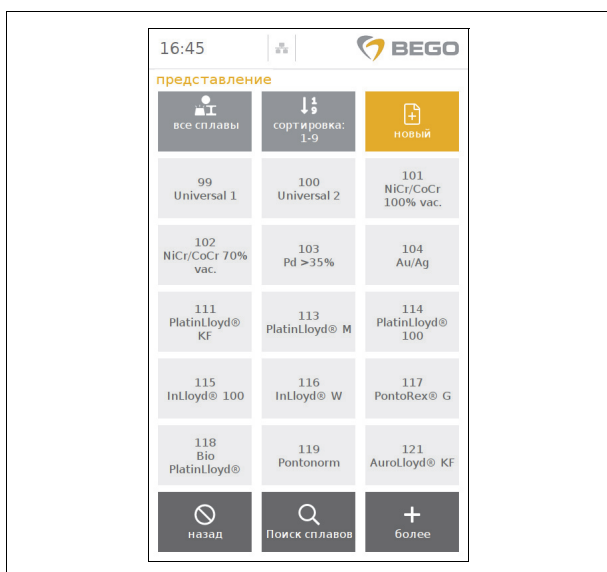 16:45
BEGO
представление
все сплавы
сортировка:
1-9
новый
99
Universal 1
100
Universal 2
101
NiCr/CoCr
100% vac.
102
NiCr/CoCr 70%
vac.
103
Pd >35%
104
Au/Ag
111
PlatinLloyd®
KF
113
PlatinLloyd® M
114
PlatinLloyd®
100
115
InLloyd® 100
116
InLloyd® W
117
PontoRex® G
118
Bio
PlatinLloyd®
119
Pontonorm
121
AuroLloyd® KF
назад
Поиск сплавов
более